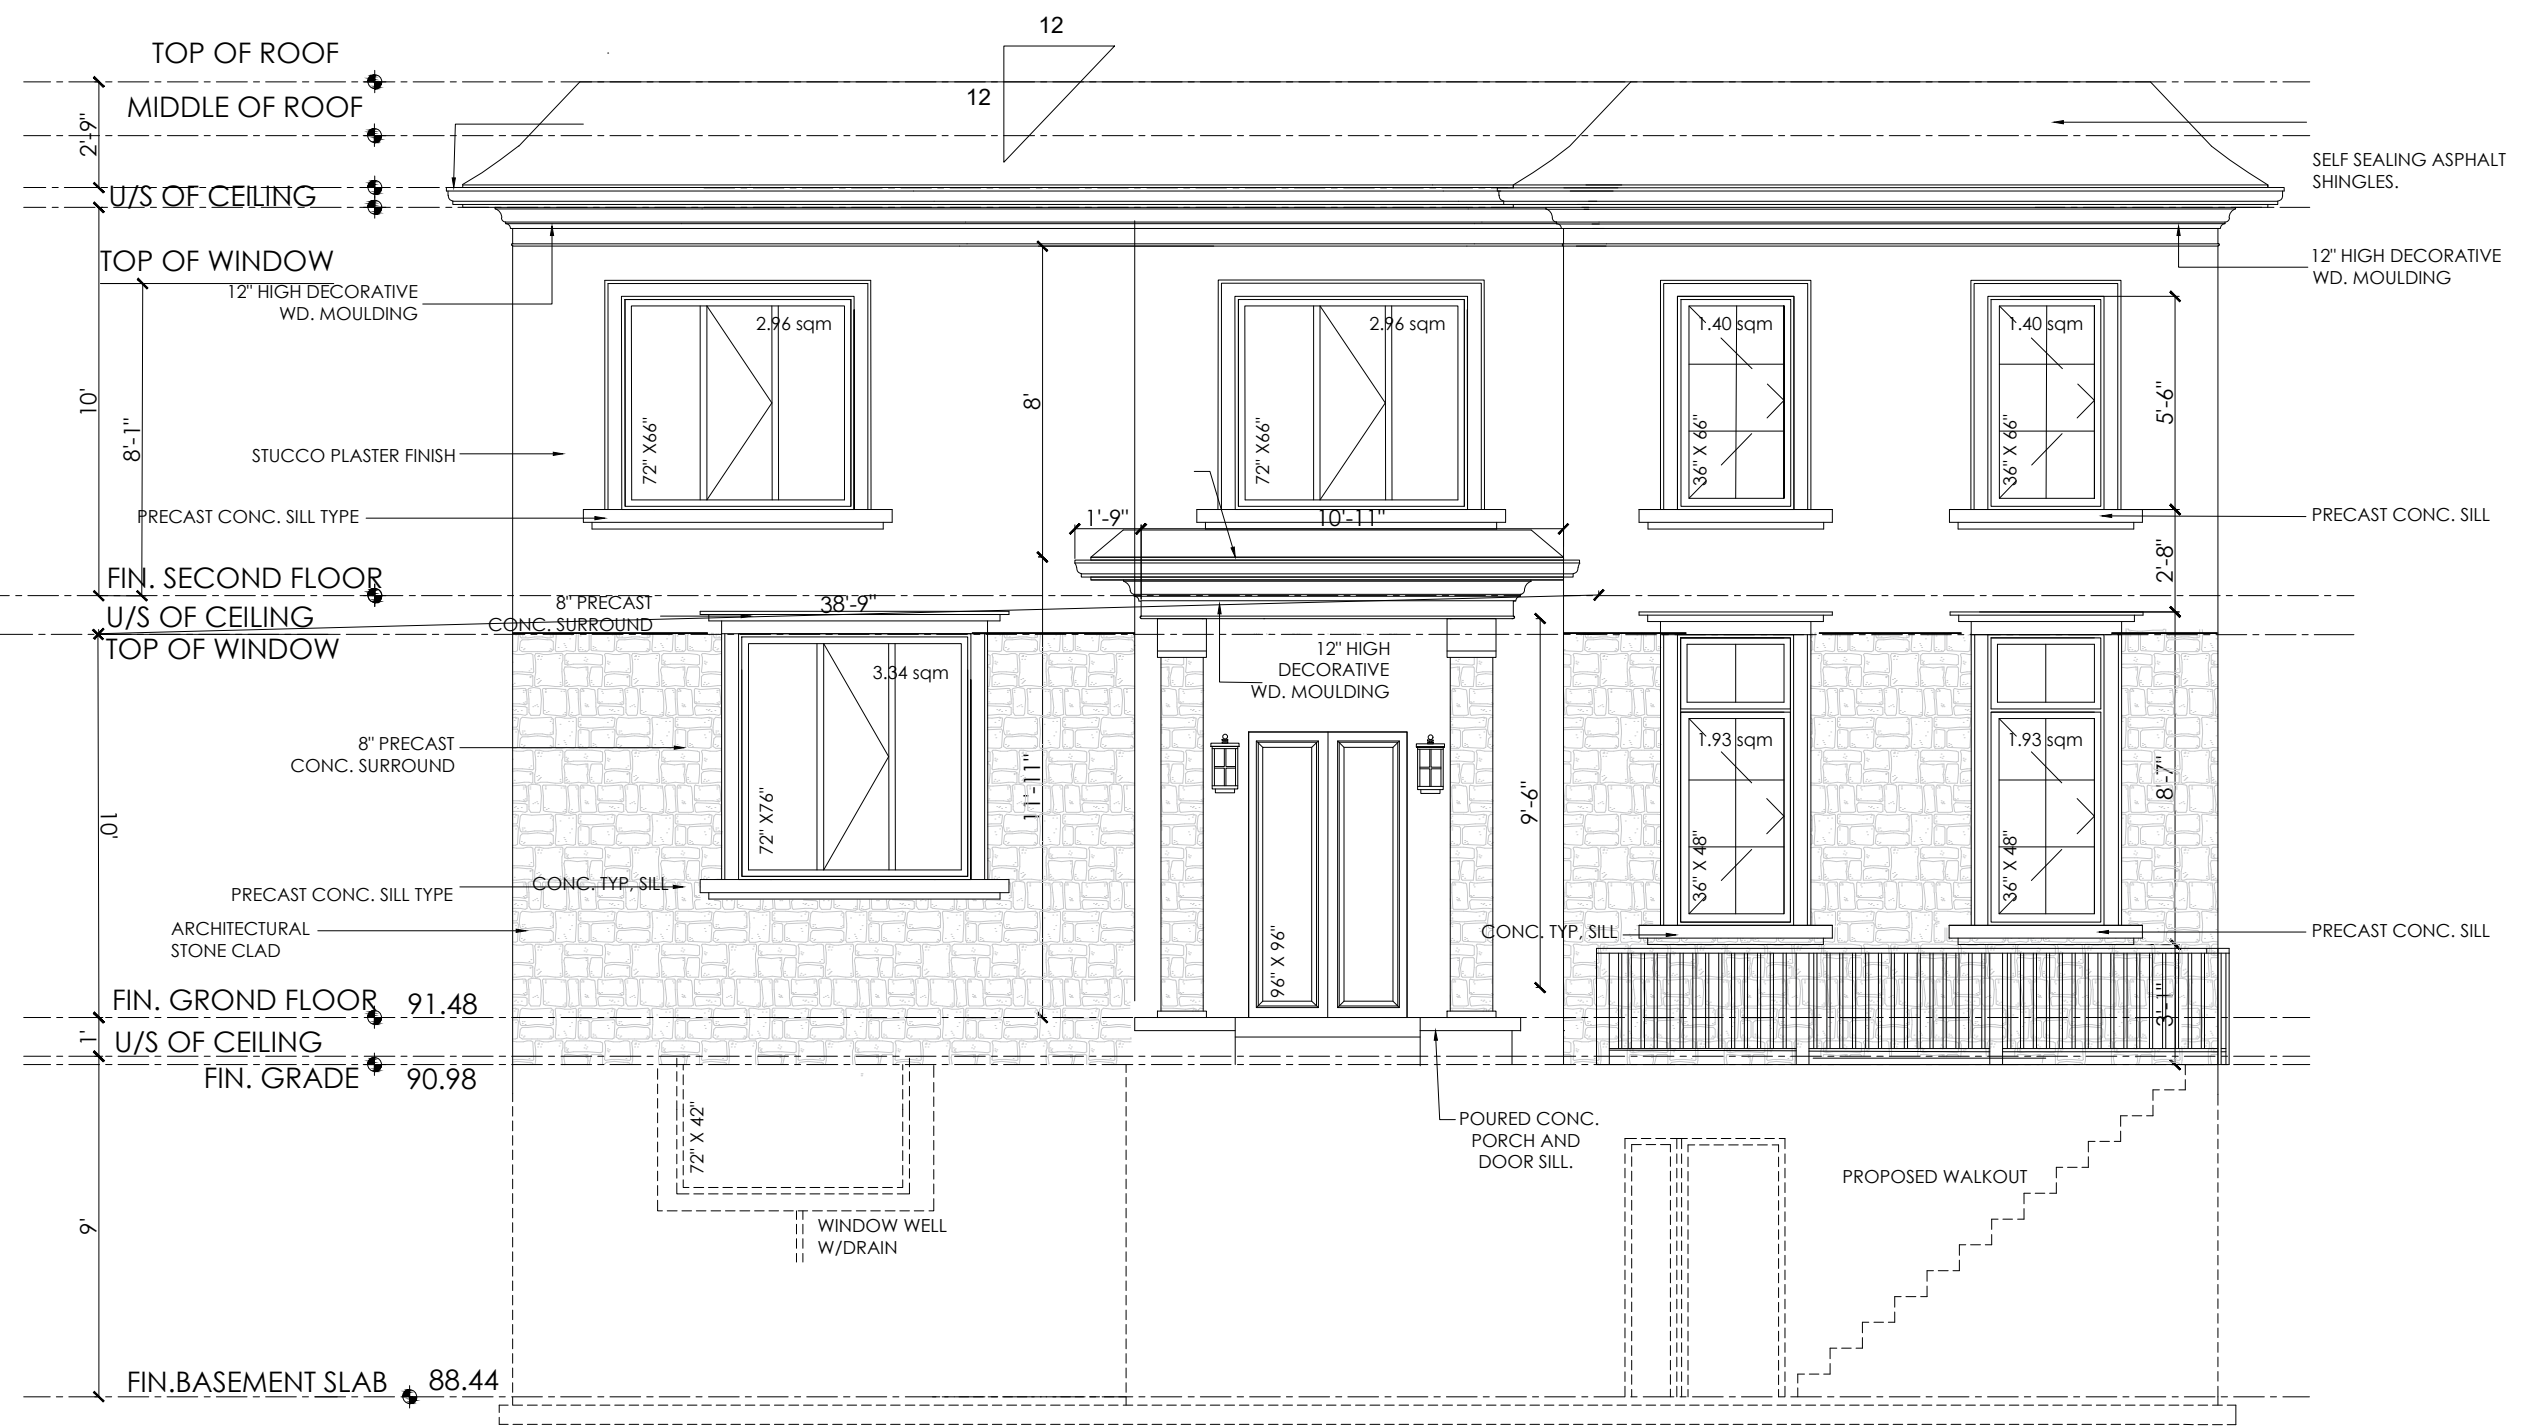 12
TOP OF ROOF
MIDDLE OF ROOF
12
2'-9"
SELF SEALING ASPHALT
SHINGLES.
U/S OF CEILING
TOP OF WINDOW
12" HIGH DECORATIVE
WD. MOULDING
12" HIGH DECORATIVE
WD. MOULDING
2.96 sqm
2.96 sqm
1.40 sqm
1.40 sqm
10'
8'-1"
8'
5'-6"
72" X66"
72" X66"
36" X 66"
36" X 66"
STUCCO PLASTER FINISH
PRECAST CONC. SILL TYPE
1'-9"
10'-11"
PRECAST CONC. SILL
2'-8"
FIN. SECOND FLOOR
U/S OF CEILING
8" PRECAST
CONC. SURROUND
38'-9"
TOP OF WINDOW
12" HIGH
DECORATIVE
WD. MOULDING
3.34 sqm
8" PRECAST
CONC. SURROUND
1.93 sqm
1.93 sqm
10'
72" X76"
11'-11"
9'-6"
8'-7"
36" X 48"
36" X 48"
PRECAST CONC. SILL TYPE
CONC. TYP, SILL
ARCHITECTURAL
STONE CLAD
96" X 96"
CONC. TYP, SILL
PRECAST CONC. SILL
FIN. GROND FLOOR 91.48
3'-1"
1'
U/S OF CEILING
FIN. GRADE 90.98
72" X 42"
POURED CONC.
PORCH AND
DOOR SILL.
PROPOSED WALKOUT
9'
WINDOW WELL
W/DRAIN
FIN.BASEMENT SLAB 88.44